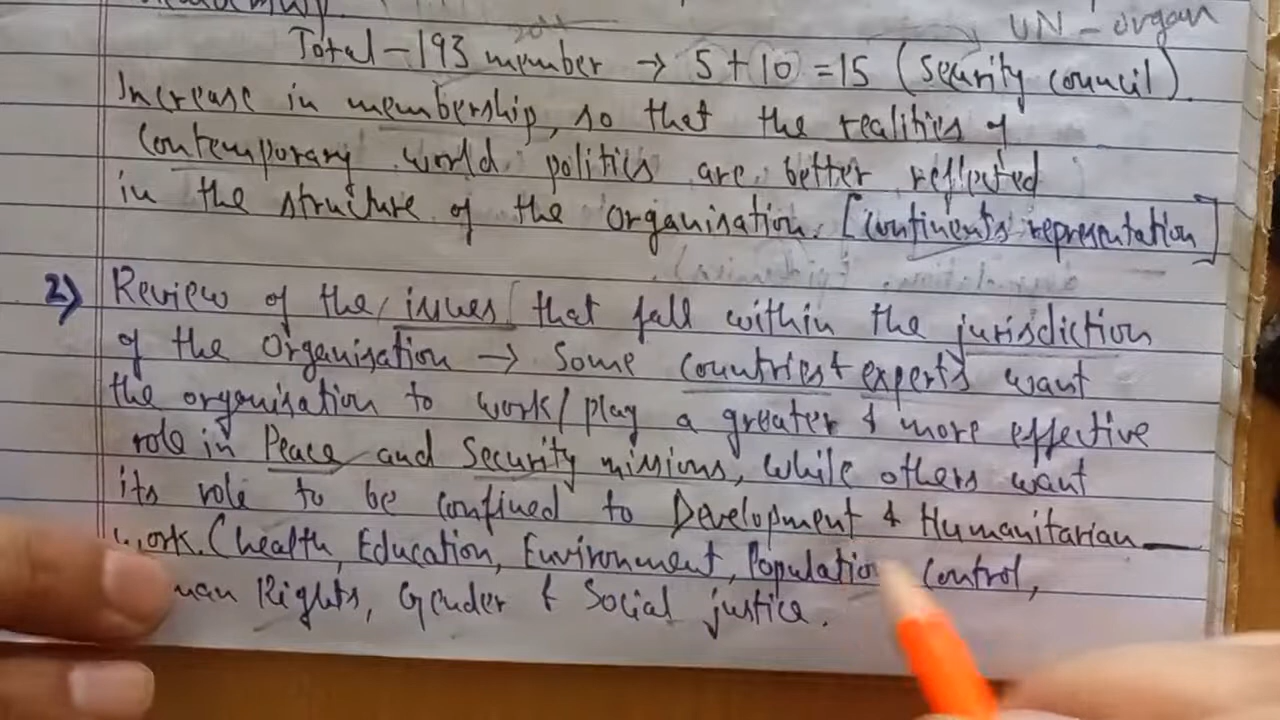 UN - organ
2011
Total - 193 member → 5 + 10 = 15 (Security council).
Increase in membership, so that the realities of
contemporary world politics are better reflected
in the structure of the Organisation. [continents representation]
2) Review of the issues that fall within the jurisdiction
of the Organisation → Some countries & experts want
the organisation to work/play a greater & more effective
role in Peace and Security missions, while others want
its role to be confined to Development & Humanitarian
work. (health, Education, Environment, Population control,
Rights, Gender & Social justice.